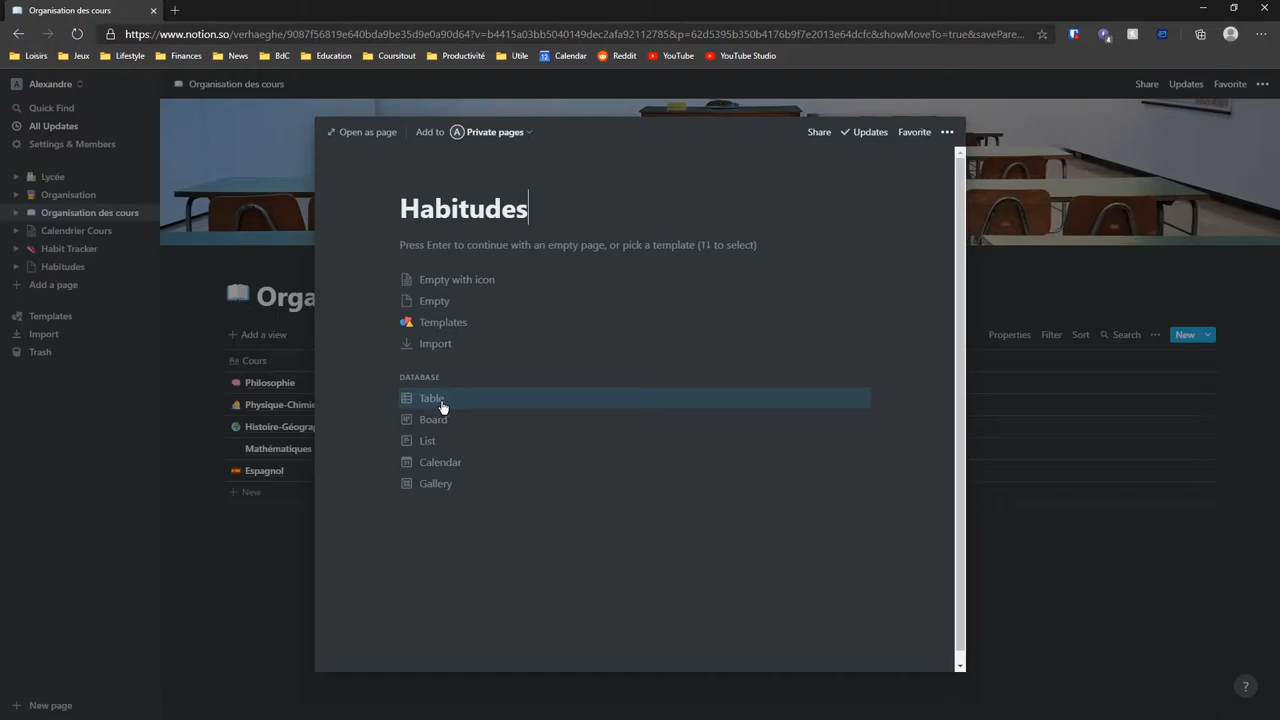 Organisation des cours
https://www.notion.so/verhaeghe/9087f56819e640bda9be35d9e0a90d64?v=b4415a03bb5040149dec2afa92112785&p=62d5395b350b4176b9f7e2013e64dcfc&showMoveTo=true&savePare...
Loisirs Jeux Lifestyle Finances News BdC Education Coursitout Productivité Utile Calendar Reddit YouTube YouTube Studio
A Alexandre
Organisation des cours
Share Updates Favorite
Quick Find
All Updates
Settings & Members
Lycée
Organisation
Organisation des cours
Calendrier Cours
Habit Tracker
Habitudes
Add a page
Templates
Import
Trash
New page
Open as page Add to A Private pages
Share Updates Favorite
Habitudes
Press Enter to continue with an empty page, or pick a template (↑↓ to select)
Empty with icon
Empty
Templates
Import
DATABASE
Table
Board
List
Calendar
Gallery
Orga
Add a view
Properties Filter Sort Search New
Aa Cours
Philosophie
Physique-Chimie
Histoire-Géograp
Mathématiques
Espagnol
New
?